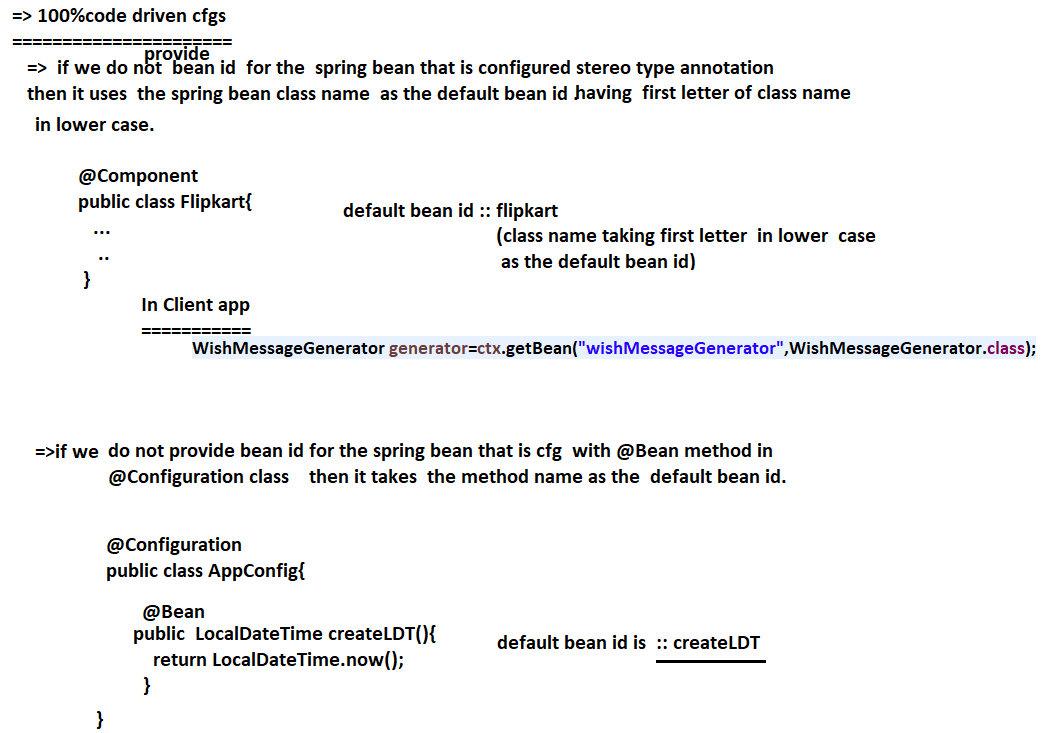 => 100%code driven cfgs
======================
provide
=> if we do not bean id for the spring bean that is configured stereo type annotation
then it uses the spring bean class name as the default bean id having first letter of class name
in lower case.
@Component
public class Flipkart{
...
..
}
default bean id :: flipkart
(class name taking first letter in lower case
as the default bean id)
In Client app
===========
WishMessageGenerator generator=ctx.getBean("wishMessageGenerator",WishMessageGenerator.class);
=>if we do not provide bean id for the spring bean that is cfg with @Bean method in
@Configuration class then it takes the method name as the default bean id.
@Configuration
public class AppConfig{
@Bean
public LocalDateTime createLDT(){
return LocalDateTime.now();
}
default bean id is :: createLDT
}